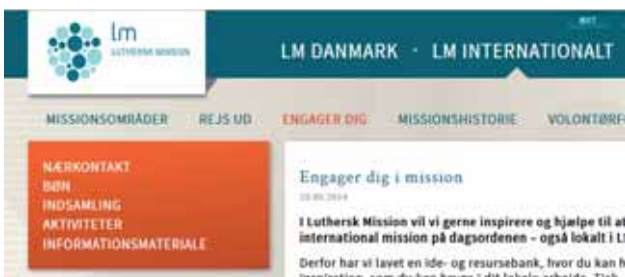 lm
LUTHERSK MISSION
LM DANMARK · LM INTERNATIONALT
MISSIONSOMRÅDER REJS UD ENGAGER DIG MISSIONSHISTORIE
NÆRKONTAKT
BØN
INDSAMLING
AKTIVITETER
INFORMATIONSMATERIALE
Engager dig i mission
I Luthersk Mission vil vi gerne inspirere og hjælpe til at
international mission på dagsordenen – også lokalt i
Derfor har vi lavet en ide- og resursebank, hvor du kan